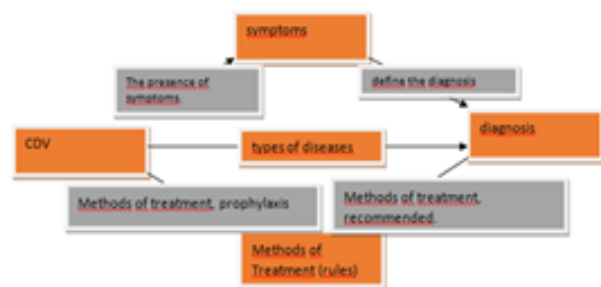 symptoms
The presence of
symptoms.
define the diagnosis
CDV
types of diseases
diagnosis
Methods of treatment, prophylaxis
Methods of treatment,
recommended.
Methods of
Treatment (rules)